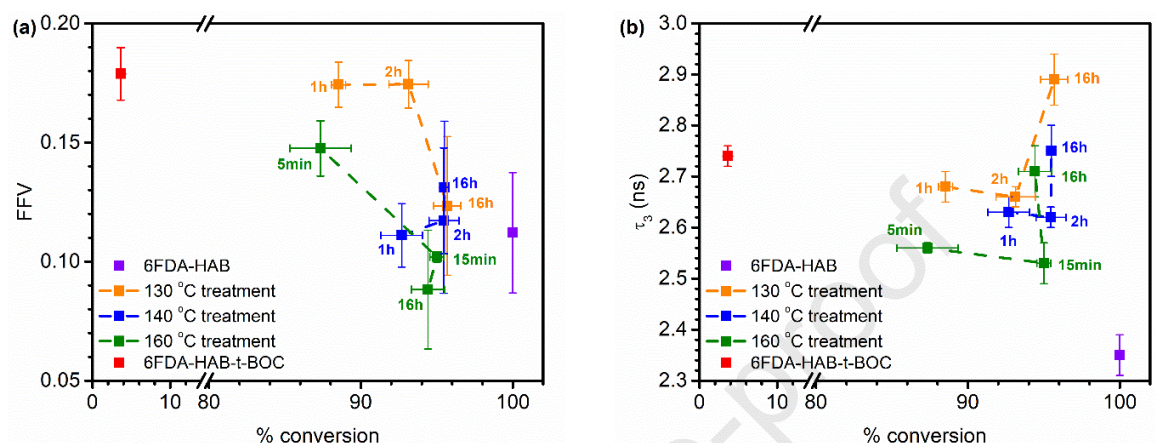 (a)
0.20
0.15
0.10
0.05
FFV
1h
2h
5min
16h
16h
2h
1h
15min
16h
6FDA-HAB
130 °C treatment
140 °C treatment
160 °C treatment
6FDA-HAB-t-BOC
0 10 80 90 100
% conversion
(b)
3.0
2.9
2.8
2.7
2.6
2.5
2.4
2.3
τ3 (ns)
16h
16h
16h
1h
2h
1h
2h
5min
15min
6FDA-HAB
130 °C treatment
140 °C treatment
160 °C treatment
6FDA-HAB-t-BOC
0 10 80 90 100
% conversion
-proof